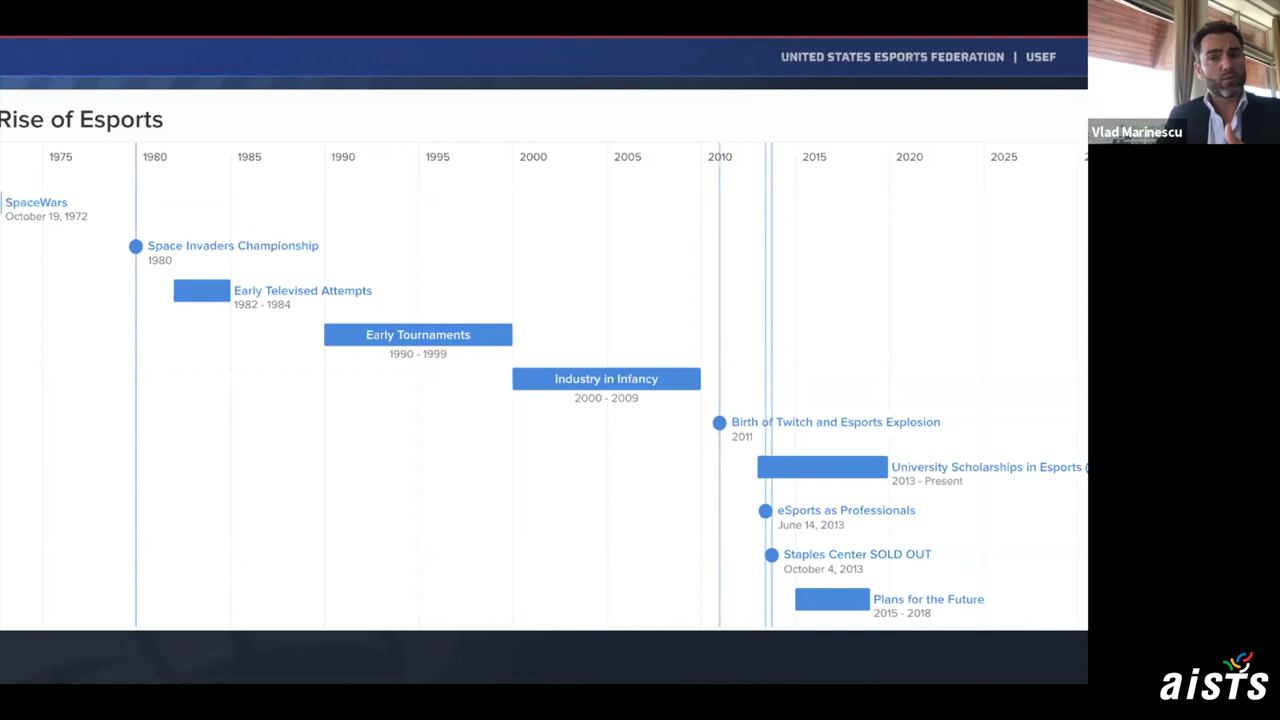 UNITED STATES ESPORTS FEDERATION | USEF
Vlad Marinescu
Rise of Esports
1975 1980 1985 1990 1995 2000 2005 2010 2015 2020 2025
SpaceWars
October 19, 1972
Space Invaders Championship
1980
Early Televised Attempts
1982 - 1984
Early Tournaments
1990 - 1999
Industry in Infancy
2000 - 2009
Birth of Twitch and Esports Explosion
2011
University Scholarships in Esports (
2013 - Present
eSports as Professionals
June 14, 2013
Staples Center SOLD OUT
October 4, 2013
Plans for the Future
2015 - 2018
aists